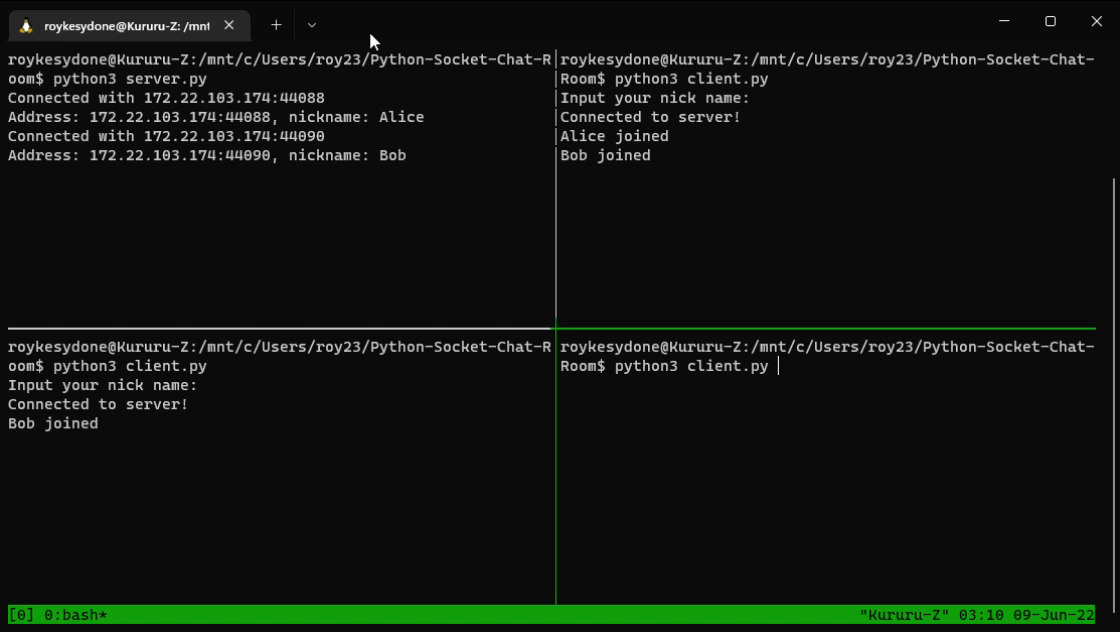 roykesydone@Kururu-Z: /mnt
roykesydone@Kururu-Z:/mnt/c/Users/roy23/Python-Socket-Chat-R
oom$ python3 server.py
Connected with 172.22.103.174:44088
Address: 172.22.103.174:44088, nickname: Alice
Connected with 172.22.103.174:44090
Address: 172.22.103.174:44090, nickname: Bob
roykesydone@Kururu-Z:/mnt/c/Users/roy23/Python-Socket-Chat-
Room$ python3 client.py
Input your nick name:
Connected to server!
Alice joined
Bob joined
roykesydone@Kururu-Z:/mnt/c/Users/roy23/Python-Socket-Chat-R
oom$ python3 client.py
Input your nick name:
Connected to server!
Bob joined
roykesydone@Kururu-Z:/mnt/c/Users/roy23/Python-Socket-Chat-
Room$ python3 client.py
[0] 0:bash* "Kururu-Z" 03:10 09-Jun-22